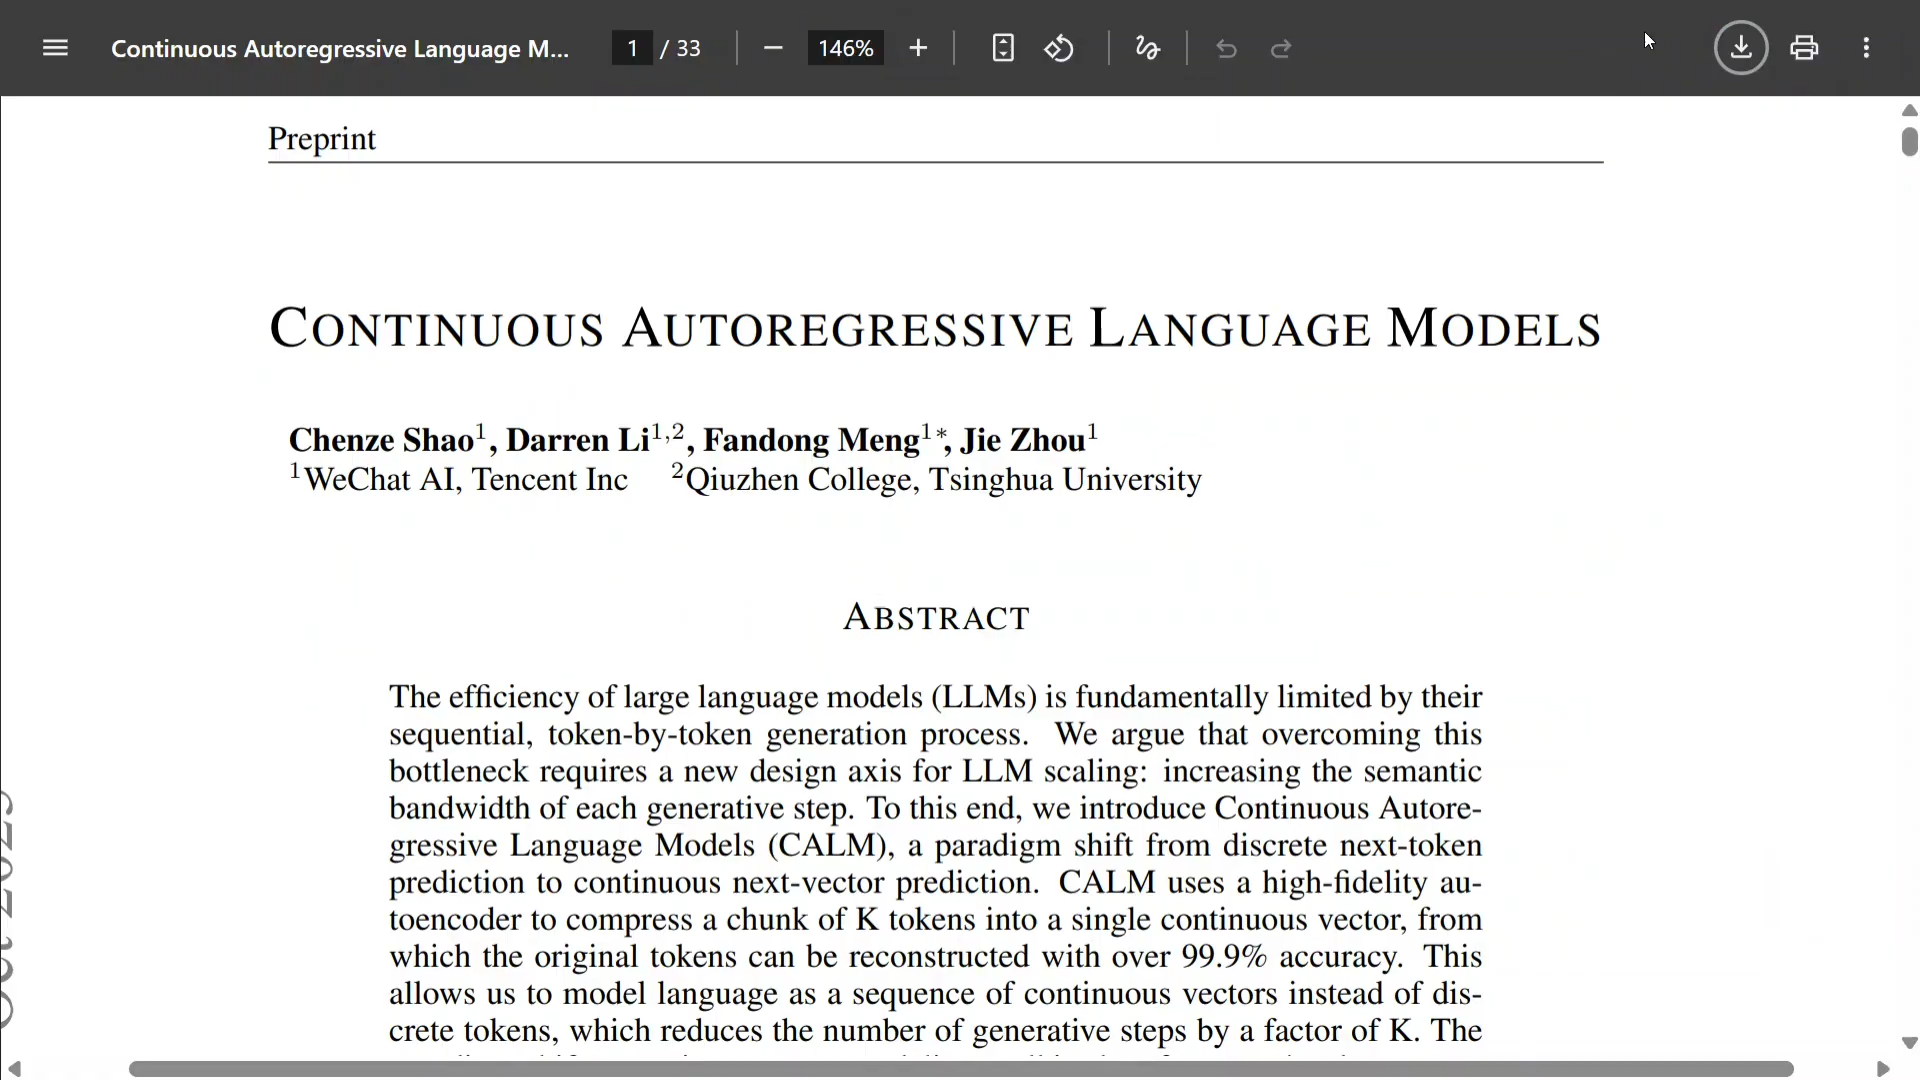 Continuous Autoregressive Language M...
1 / 33
146%
Preprint
CONTINUOUS AUTOREGRESSIVE LANGUAGE MODELS
Chenze Shao1, Darren Li1,2, Fandong Meng1*, Jie Zhou1
1WeChat AI, Tencent Inc 2Qiuzhen College, Tsinghua University
ABSTRACT
The efficiency of large language models (LLMs) is fundamentally limited by their
sequential, token-by-token generation process. We argue that overcoming this
bottleneck requires a new design axis for LLM scaling: increasing the semantic
bandwidth of each generative step. To this end, we introduce Continuous Autore-
gressive Language Models (CALM), a paradigm shift from discrete next-token
prediction to continuous next-vector prediction. CALM uses a high-fidelity au-
toencoder to compress a chunk of K tokens into a single continuous vector, from
which the original tokens can be reconstructed with over 99.9% accuracy. This
allows us to model language as a sequence of continuous vectors instead of dis-
crete tokens, which reduces the number of generative steps by a factor of K. The